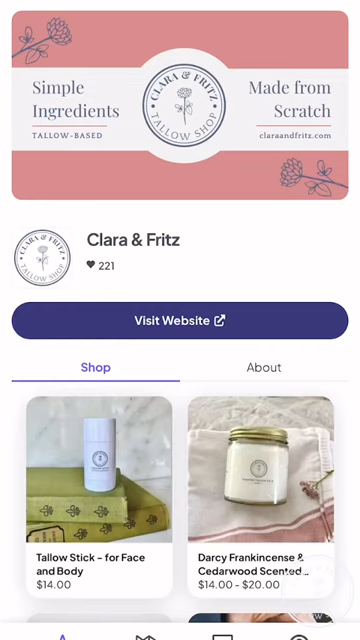 Simple
Ingredients
TALLOW-BASED
CLARA & FRITZ
TALLOW SHOP
Made from
Scratch
claraandfritz.com
CLARA & FRITZ
TALLOW SHOP
Clara & Fritz
221
Visit Website
Shop
About
Tallow Stick - for Face
and Body
$14.00
Darcy Frankincense &
Cedarwood Scented...
$14.00 - $20.00